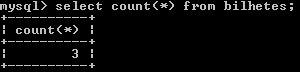 mysql> select count(*) from bilhetes;
+----------+
| count(*) |
+----------+
| 3 |
+----------+